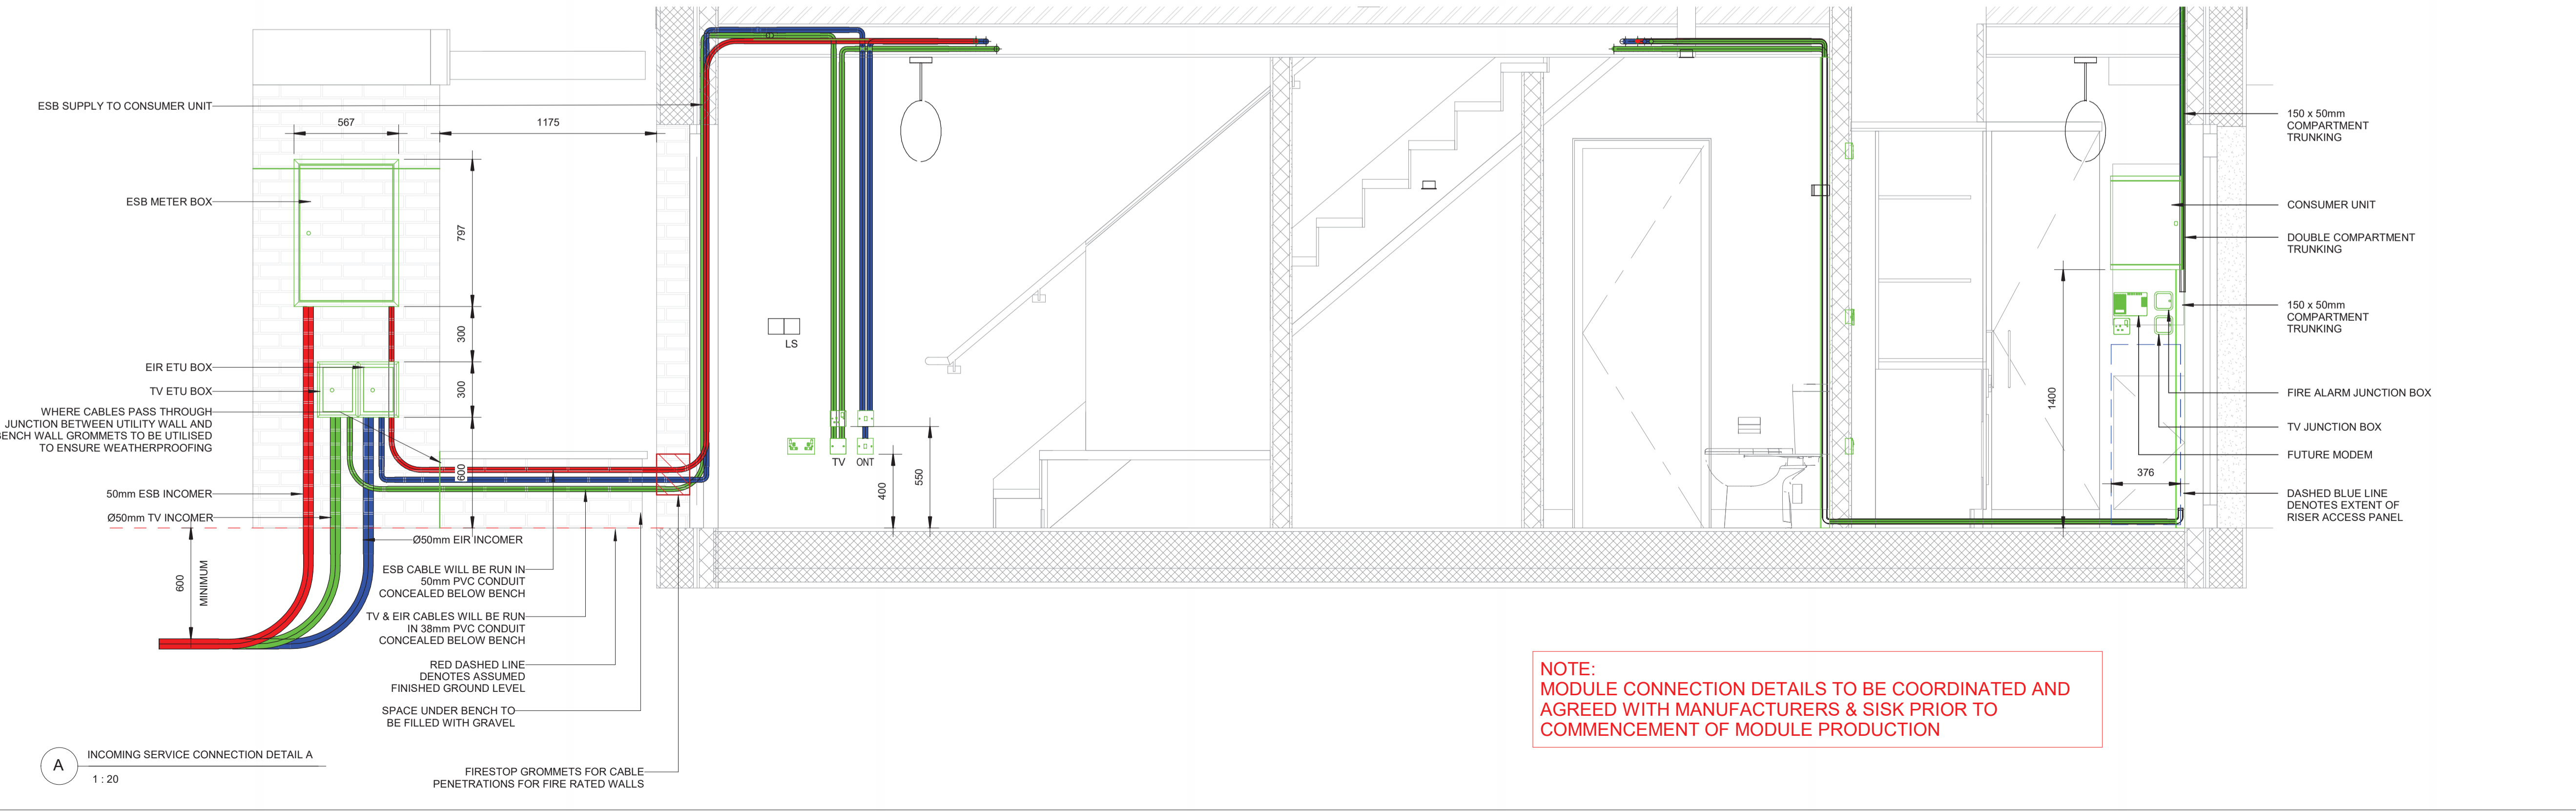 ESB SUPPLY TO CONSUMER UNIT
567
1175
ESB METER BOX
797
300
EIR ETU BOX
TV ETU BOX
300
WHERE CABLES PASS THROUGH
JUNCTION BETWEEN UTILITY WALL AND
BENCH WALL GROMMETS TO BE UTILISED
TO ENSURE WEATHERPROOFING
600
50mm ESB INCOMER
Ø50mm TV INCOMER
Ø50mm EIR INCOMER
600
MINIMUM
ESB CABLE WILL BE RUN IN
50mm PVC CONDUIT
CONCEALED BELOW BENCH
TV & EIR CABLES WILL BE RUN
IN 38mm PVC CONDUIT
CONCEALED BELOW BENCH
RED DASHED LINE
DENOTES ASSUMED
FINISHED GROUND LEVEL
SPACE UNDER BENCH TO
BE FILLED WITH GRAVEL
FIRESTOP GROMMETS FOR CABLE
PENETRATIONS FOR FIRE RATED WALLS
A
INCOMING SERVICE CONNECTION DETAIL A
1 : 20
LS
TV
ONT
400
550
150 x 50mm
COMPARTMENT
TRUNKING
CONSUMER UNIT
DOUBLE COMPARTMENT
TRUNKING
150 x 50mm
COMPARTMENT
TRUNKING
1400
FIRE ALARM JUNCTION BOX
TV JUNCTION BOX
FUTURE MODEM
376
DASHED BLUE LINE
DENOTES EXTENT OF
RISER ACCESS PANEL
NOTE:
MODULE CONNECTION DETAILS TO BE COORDINATED AND
AGREED WITH MANUFACTURERS & SISK PRIOR TO
COMMENCEMENT OF MODULE PRODUCTION